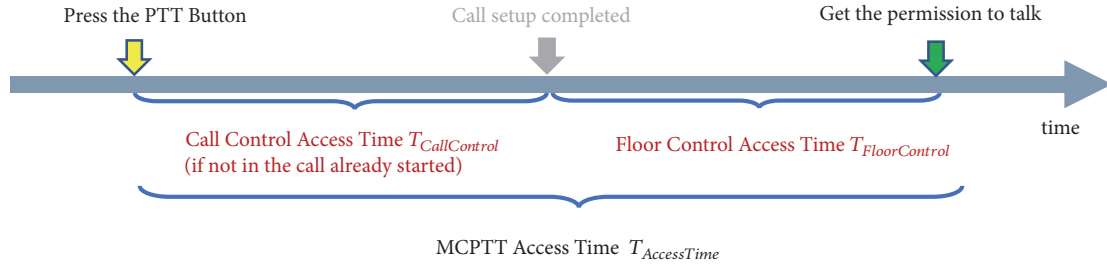 Press the PTT Button
Call setup completed
Get the permission to talk
time
Call Control Access Time T_CallControl
(if not in the call already started)
Floor Control Access Time T_FloorControl
MCPTT Access Time T_AccessTime